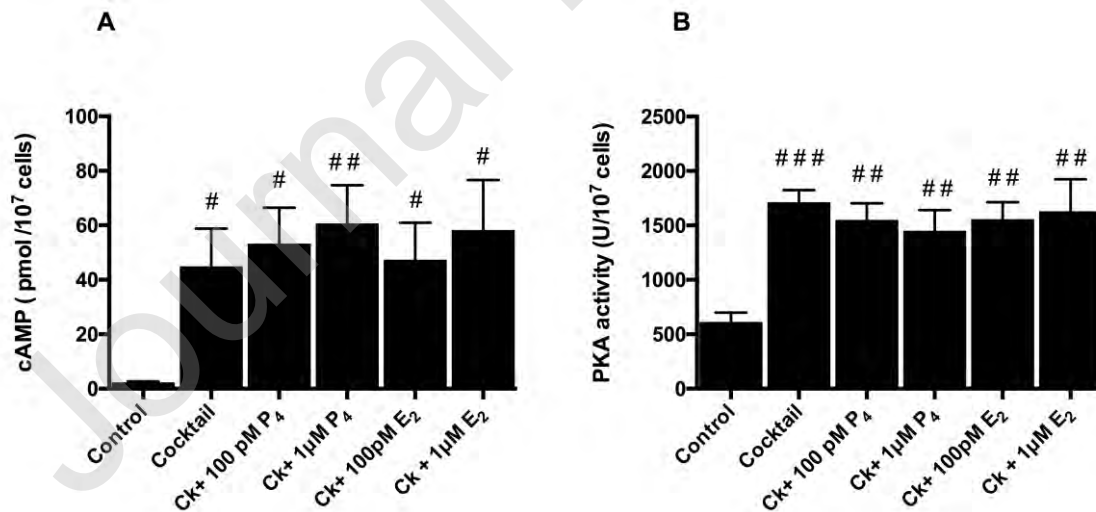 A
cAMP ( pmol /10⁷ cells)
100
80
60
40
20
0
#
#
# #
#
#
Control
Cocktail
Ck+ 100 pM P₄
Ck+ 1µM P₄
Ck+ 100pM E₂
Ck + 1µM E₂
B
PKA activity (U/10⁷ cells)
2500
2000
1500
1000
500
0
# # #
# #
# #
# #
# #
Control
Cocktail
Ck+ 100 pM P₄
Ck+ 1µM P₄
Ck+ 100pM E₂
Ck + 1µM E₂
Journal